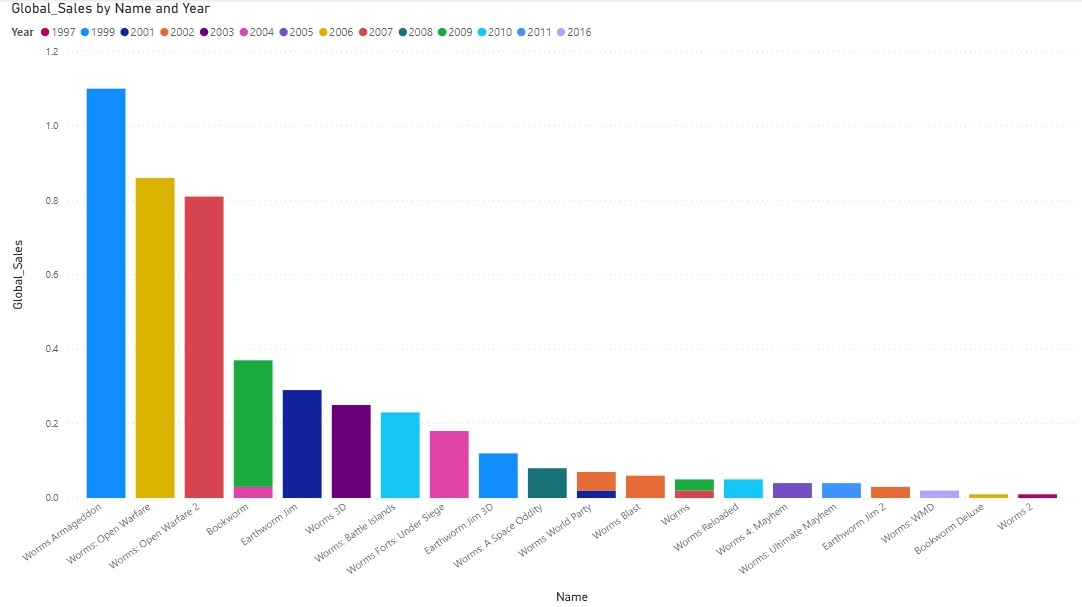 Global_Sales by Name and Year
Year 1997 1999 2001 2002 2003 2004 2005 2006 2007 2008 2009 2010 2011 2016
1.2
1.0
0.8
0.6
0.4
0.2
0.0
Global_Sales
Worms Armageddon
Worms: Open Warfare
Worms: Open Warfare 2
Bookworm
Earthworm Jim
Worms 3D
Worms: Battle Islands
Worms Forts: Under Siege
Earthworm Jim 3D
Worms: A Space Oddity
Worms World Party
Worms Blast
Worms
Worms Reloaded
Worms 4: Mayhem
Worms: Ultimate Mayhem
Earthworm Jim 2
Worms: WMD
Bookworm Deluxe
Worms 2
Name